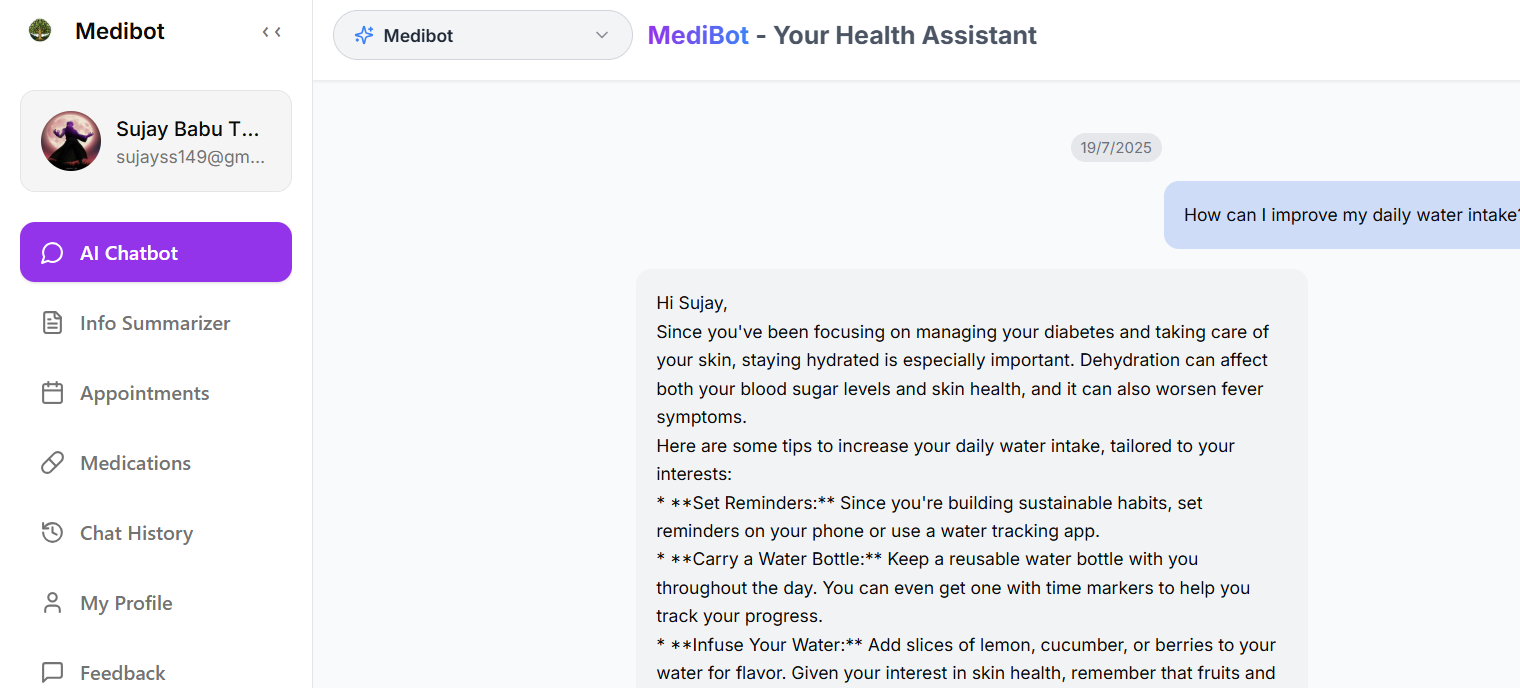 Medibot
Sujay Babu T...
sujayss149@gm...
AI Chatbot
Info Summarizer
Appointments
Medications
Chat History
My Profile
Feedback
Medibot
MediBot - Your Health Assistant
19/7/2025
How can I improve my daily water intake?
Hi Sujay,
Since you've been focusing on managing your diabetes and taking care of
your skin, staying hydrated is especially important. Dehydration can affect
both your blood sugar levels and skin health, and it can also worsen fever
symptoms.
Here are some tips to increase your daily water intake, tailored to your
interests:
* **Set Reminders:** Since you're building sustainable habits, set
reminders on your phone or use a water tracking app.
* **Carry a Water Bottle:** Keep a reusable water bottle with you
throughout the day. You can even get one with time markers to help you
track your progress.
* **Infuse Your Water:** Add slices of lemon, cucumber, or berries to your
water for flavor. Given your interest in skin health, remember that fruits and